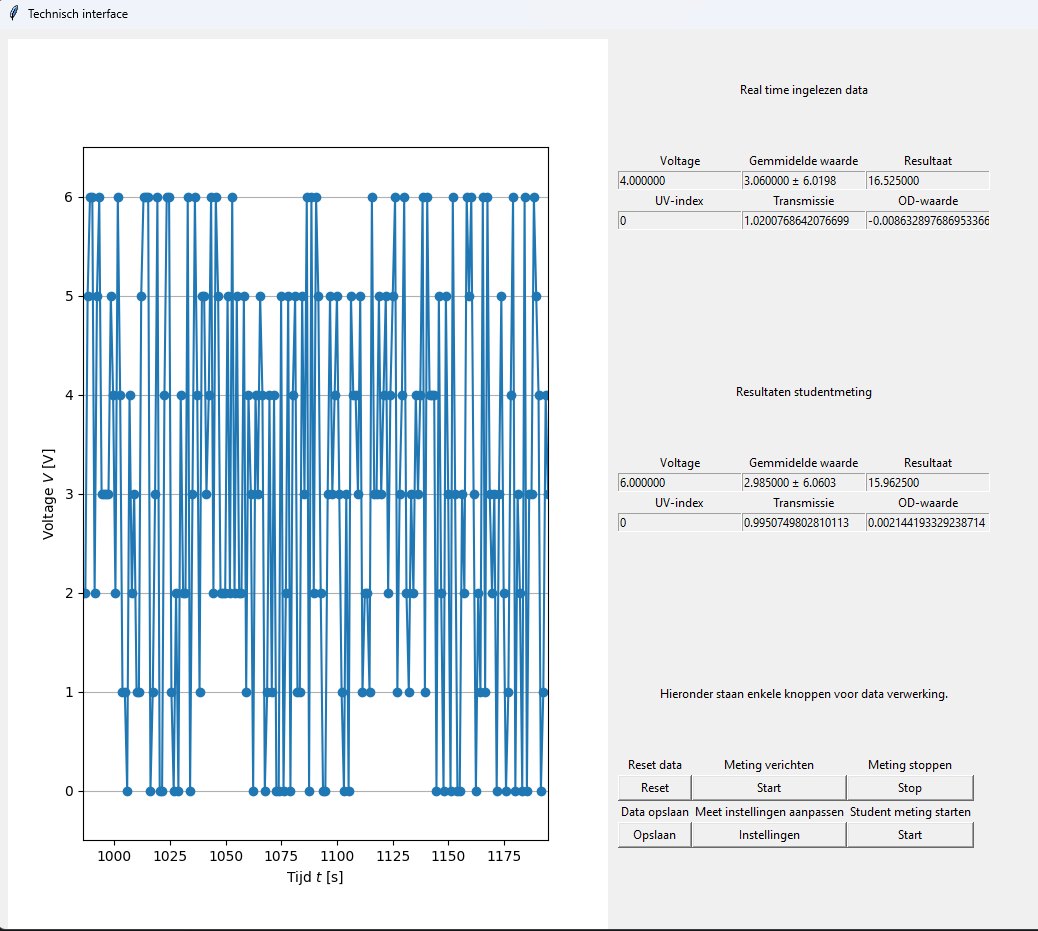 Technisch interface
Real time ingelezen data
Voltage Gemmidelde waarde Resultaat
4.000000 3.060000 ± 6.0198 16.525000
UV-index Transmissie OD-waarde
0 1.0200768642076699 -0.008632897686953366
Resultaten studentmeting
Voltage Gemmidelde waarde Resultaat
6.000000 2.985000 ± 6.0603 15.962500
UV-index Transmissie OD-waarde
0 0.9950749802810113 0.002144193329238714
Hieronder staan enkele knoppen voor data verwerking.
Reset data Meting verichten Meting stoppen
Reset Start Stop
Data opslaan Meet instellingen aanpassen Student meting starten
Opslaan Instellingen Start
6
5
4
3
2
1
0
Voltage V [V]
1000 1025 1050 1075 1100 1125 1150 1175
Tijd t [s]